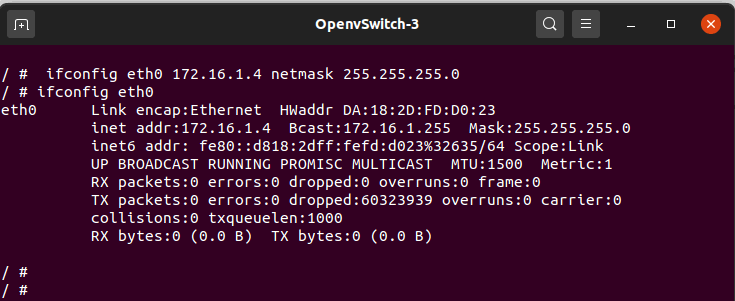 OpenvSwitch-3
/ #  ifconfig eth0 172.16.1.4 netmask 255.255.255.0
/ # ifconfig eth0
eth0      Link encap:Ethernet  HWaddr DA:18:2D:FD:D0:23
          inet addr:172.16.1.4  Bcast:172.16.1.255  Mask:255.255.255.0
          inet6 addr: fe80::d818:2dff:fefd:d023%32635/64 Scope:Link
          UP BROADCAST RUNNING PROMISC MULTICAST  MTU:1500  Metric:1
          RX packets:0 errors:0 dropped:0 overruns:0 frame:0
          TX packets:0 errors:0 dropped:60323939 overruns:0 carrier:0
          collisions:0 txqueuelen:1000
          RX bytes:0 (0.0 B)  TX bytes:0 (0.0 B)
/ #
/ #